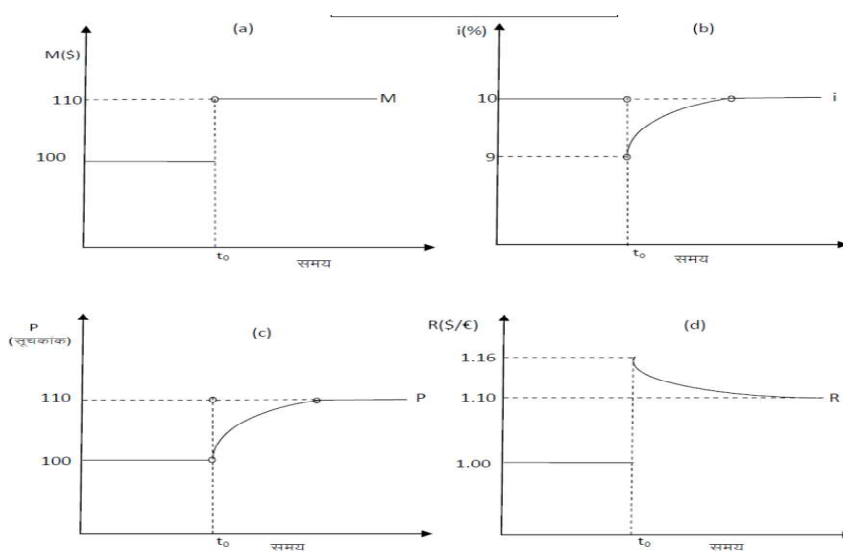 (a)
M($)
110
M
100
t₀
समय
(b)
i(%)
10
i
9
t₀
समय
(c)
P
(सूचकांक)
110
P
100
t₀
समय
(d)
R($/€)
1.16
1.10
R
1.00
t₀
समय